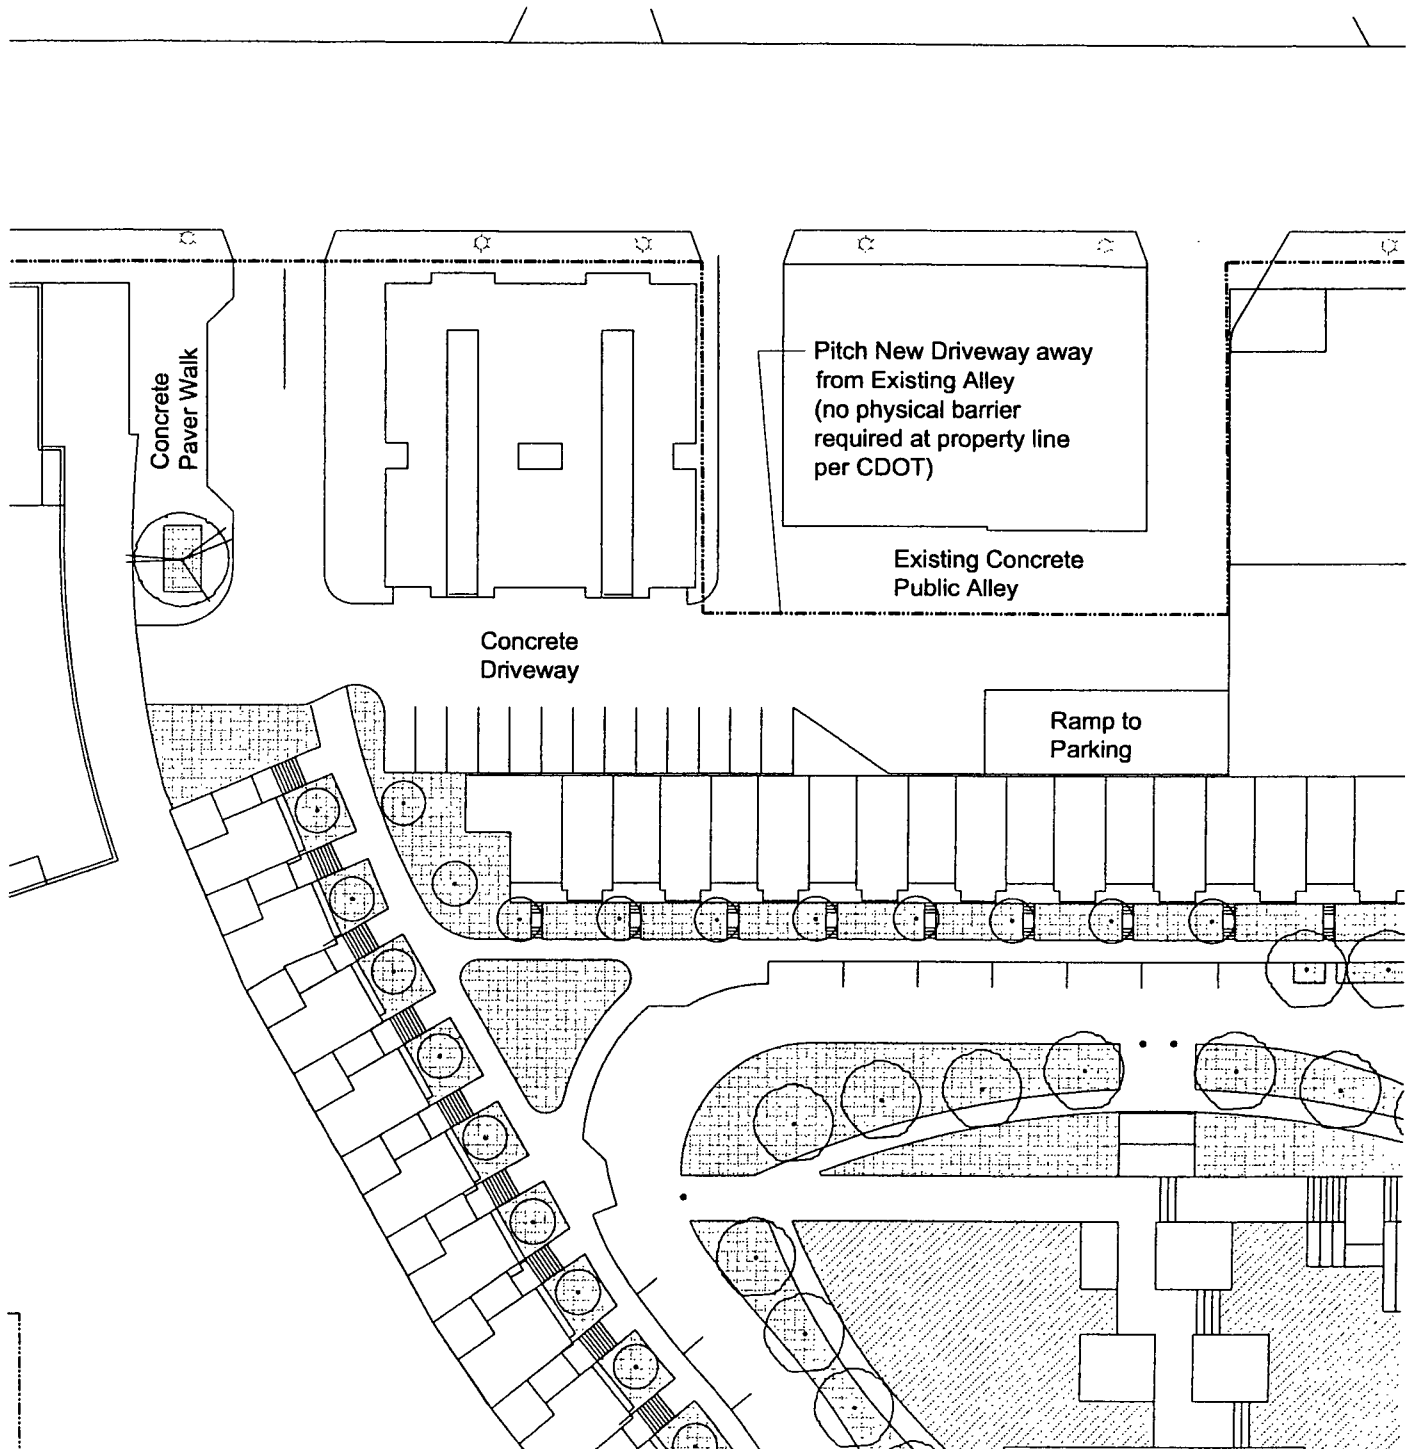 Concrete
Paver Walk
Pitch New Driveway away
from Existing Alley
(no physical barrier
required at property line
per CDOT)
Existing Concrete
Public Alley
Concrete
Driveway
Ramp to
Parking